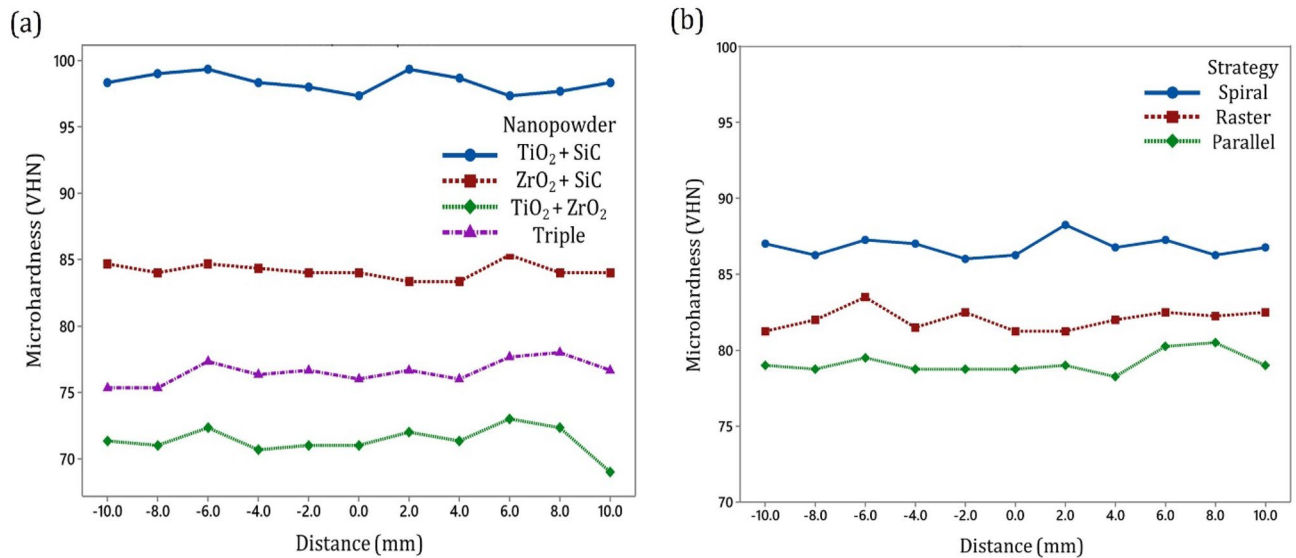 (a)
Microhardness (VHN)
100
95
90
85
80
75
70
Nanopowder
TiO₂ + SiC
ZrO₂ + SiC
TiO₂ + ZrO₂
Triple
-10.0 -8.0 -6.0 -4.0 -2.0 0.0 2.0 4.0 6.0 8.0 10.0
Distance (mm)
(b)
Microhardness (VHN)
100
95
90
85
80
75
70
Strategy
Spiral
Raster
Parallel
-10.0 -8.0 -6.0 -4.0 -2.0 0.0 2.0 4.0 6.0 8.0 10.0
Distance (mm)